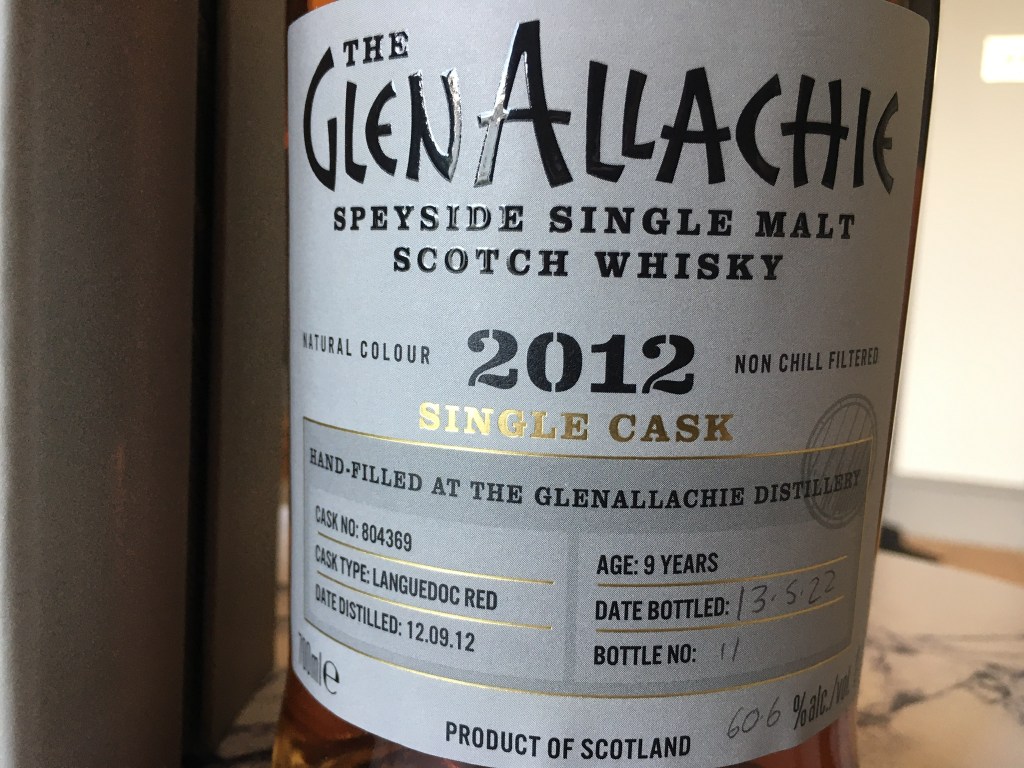 THE
GLENALLACHIE
SPEYSIDE SINGLE MALT
SCOTCH WHISKY
NATURAL COLOUR 2012 NON CHILL FILTERED
SINGLE CASK
HAND-FILLED AT THE GLENALLACHIE DISTILLERY
CASK NO: 804369
CASK TYPE: LANGUEDOC RED
DATE DISTILLED: 12.09.12
AGE: 9 YEARS
DATE BOTTLED: 13.5.22
BOTTLE NO: 11
700ml e
60.6 %alc./vol.
PRODUCT OF SCOTLAND